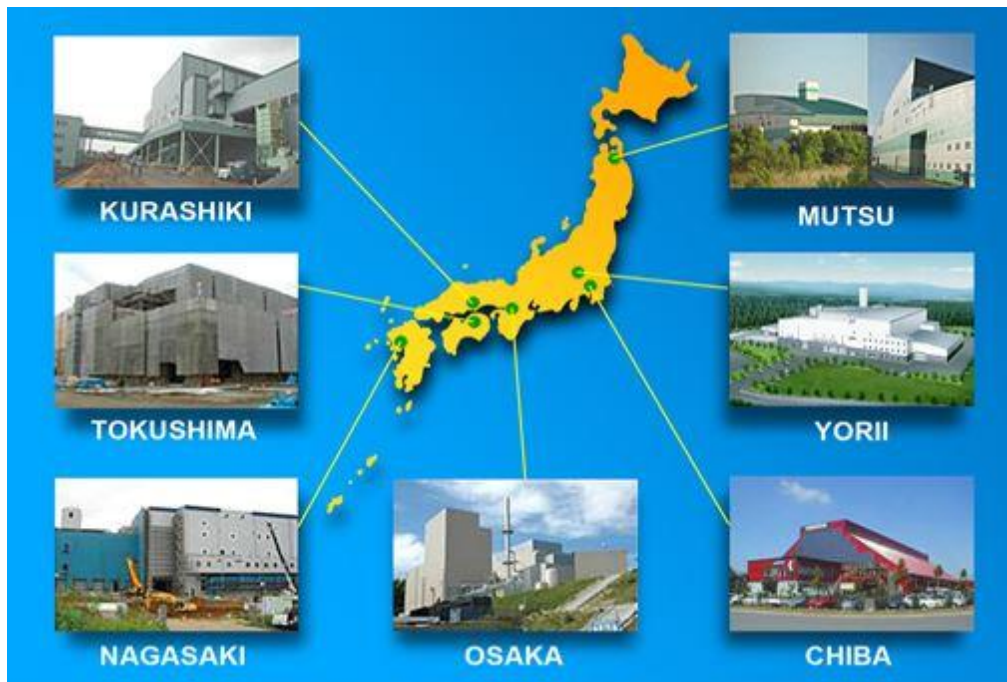 KURASHIKI
MUTSU
TOKUSHIMA
YORII
NAGASAKI
OSAKA
CHIBA